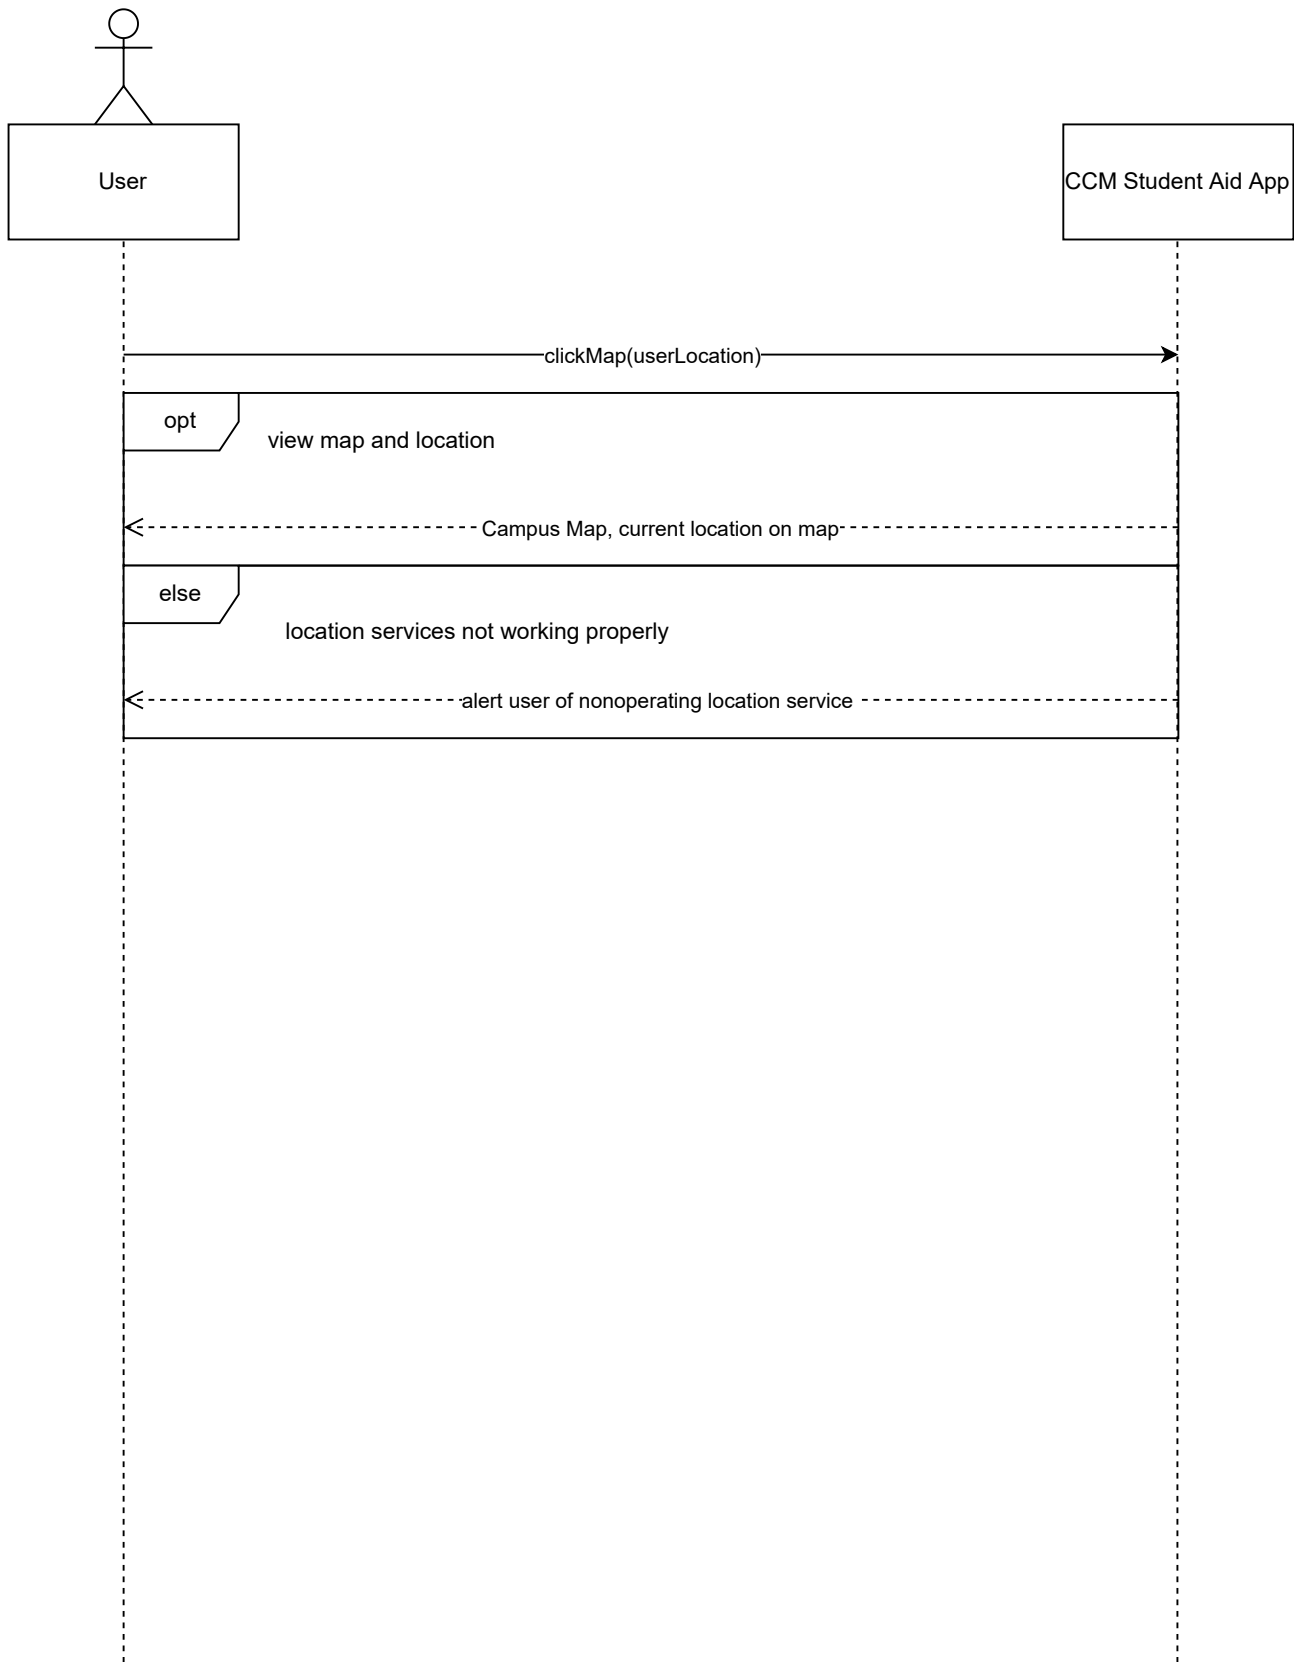 User
CCM Student Aid App
clickMap(userLocation)
opt
view map and location
Campus Map, current location on map
else
location services not working properly
alert user of nonoperating location service